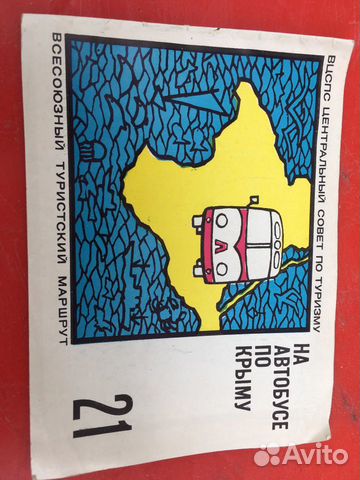 ВЦСПС ЦЕНТРАЛЬНЫЙ СОВЕТ ПО ТУРИЗМУ
НА
АВТОБУСЕ
ПО
КРЫМУ
21
ВСЕСОЮЗНЫЙ ТУРИСТСКИЙ МАРШРУТ
Avito